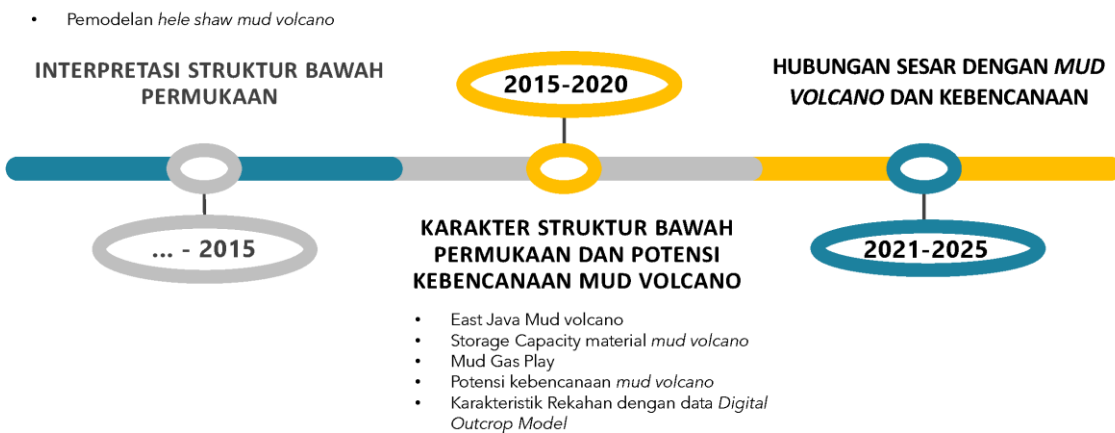 • Pemodelan hele shaw mud volcano
INTERPRETASI STRUKTUR BAWAH
PERMUKAAN
... - 2015
2015-2020
KARAKTER STRUKTUR BAWAH
PERMUKAAN DAN POTENSI
KEBENCANAAN MUD VOLCANO
• East Java Mud volcano
• Storage Capacity material mud volcano
• Mud Gas Play
• Potensi kebencanaan mud volcano
• Karakteristik Rekahan dengan data Digital
Outcrop Model
HUBUNGAN SESAR DENGAN MUD
VOLCANO DAN KEBENCANAAN
2021-2025